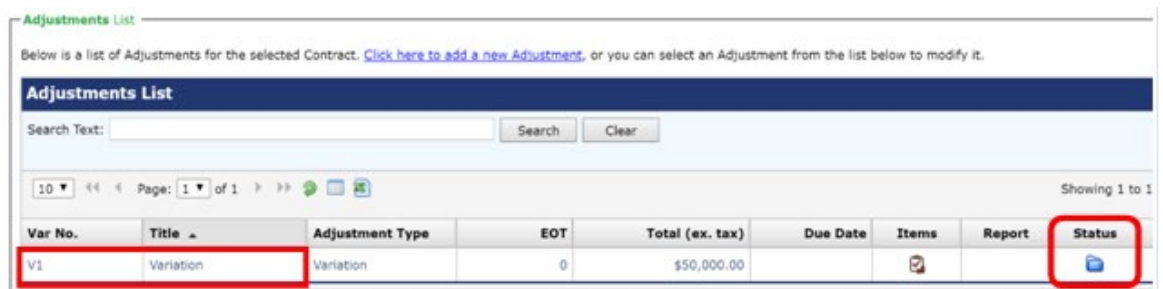 Adjustments List
Below is a list of Adjustments for the selected Contract. Click here to add a new Adjustment, or you can select an Adjustment from the list below to modify it.
Adjustments List
Search Text: Search Clear
10 Page: 1 of 1 Showing 1 to 1
Var No. Title Adjustment Type EOT Total (ex. tax) Due Date Items Report Status
V1 Variation Variation 0 $50,000.00